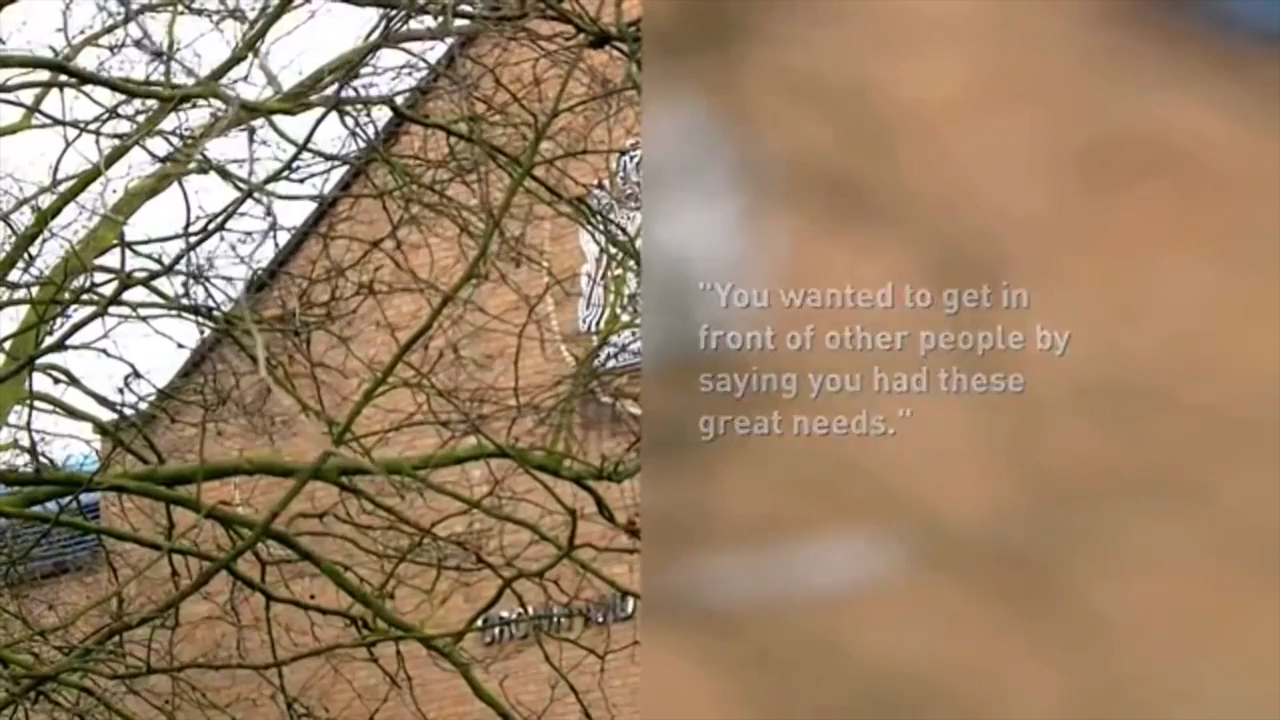 "You wanted to get in
front of other people by
saying you had these
great needs."